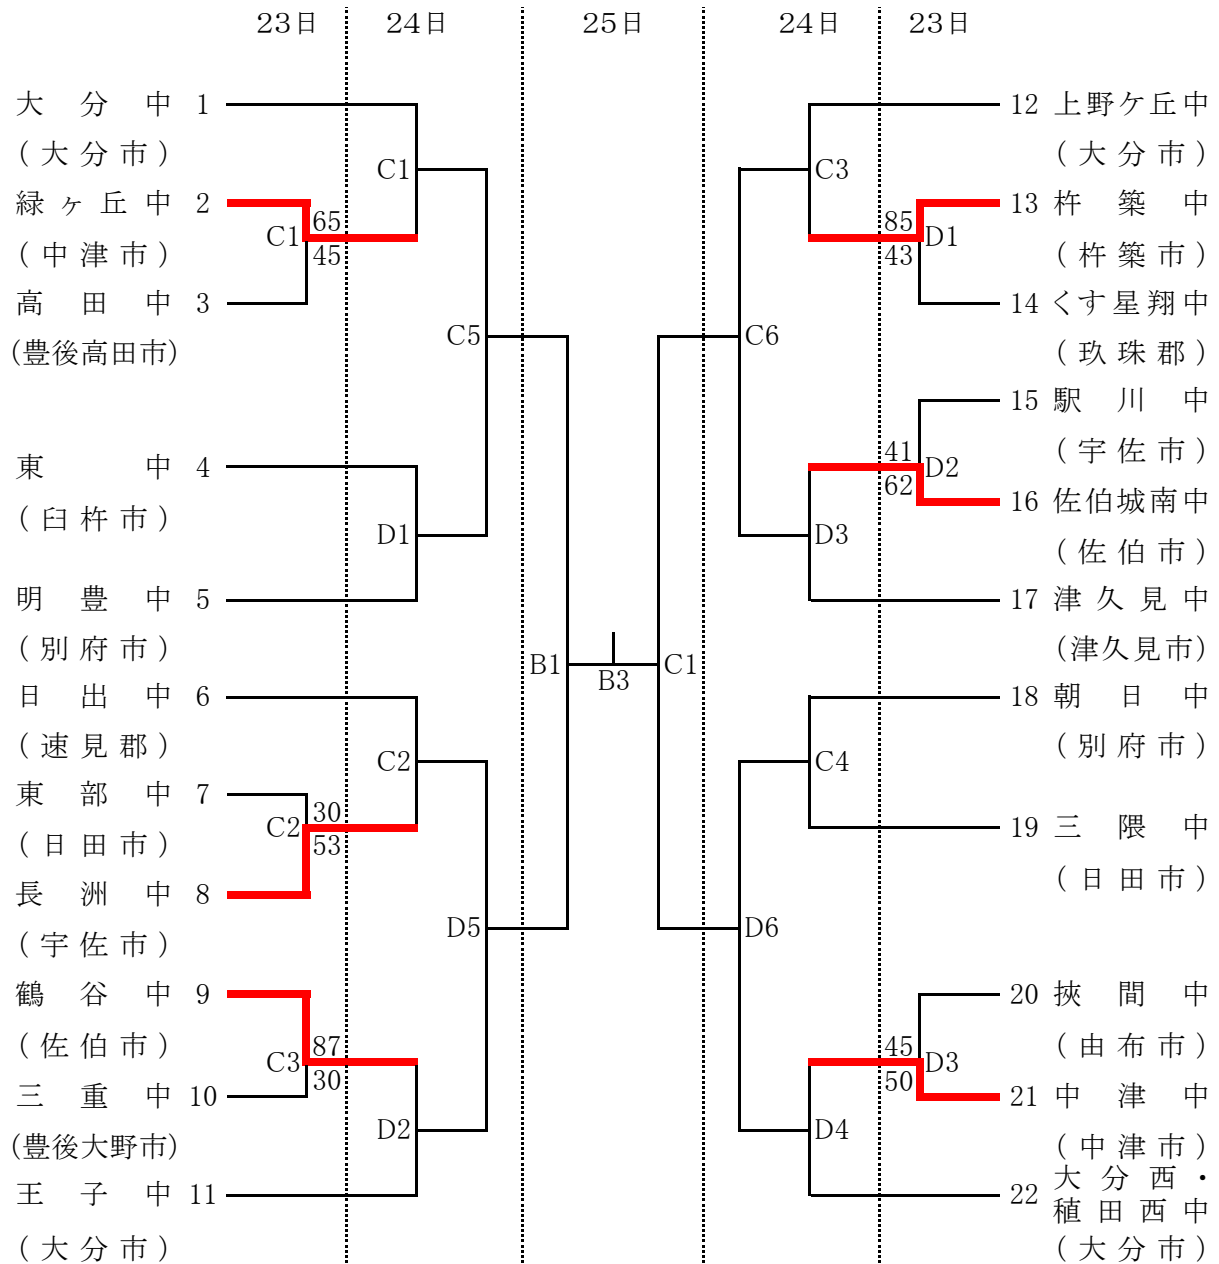 23日 24日 25日 24日 23日
大分中 1
(大分市)
緑ヶ丘中 2
(中津市)
高田中 3
(豊後高田市)
東中 4
(臼杵市)
明豊中 5
(別府市)
日出中 6
(速見郡)
東部中 7
(日田市)
長洲中 8
(宇佐市)
鶴谷中 9
(佐伯市)
三重中 10
(豊後大野市)
王子中 11
(大分市)
C1
65
45
C2
30
53
C3
87
30
C1
D1
C2
D2
C5
D5
B1
B3
C1
C6
D6
C3
D3
C4
D4
85
43
D1
41
62
D2
45
50
D3
12 上野ケ丘中
(大分市)
13 杵築中
(杵築市)
14 くす星翔中
(玖珠郡)
15 駅川中
(宇佐市)
16 佐伯城南中
(佐伯市)
17 津久見中
(津久見市)
18 朝日中
(別府市)
19 三隈中
(日田市)
20 挾間中
(由布市)
21 中津中
(中津市)
22 大分西・
稙田西中
(大分市)